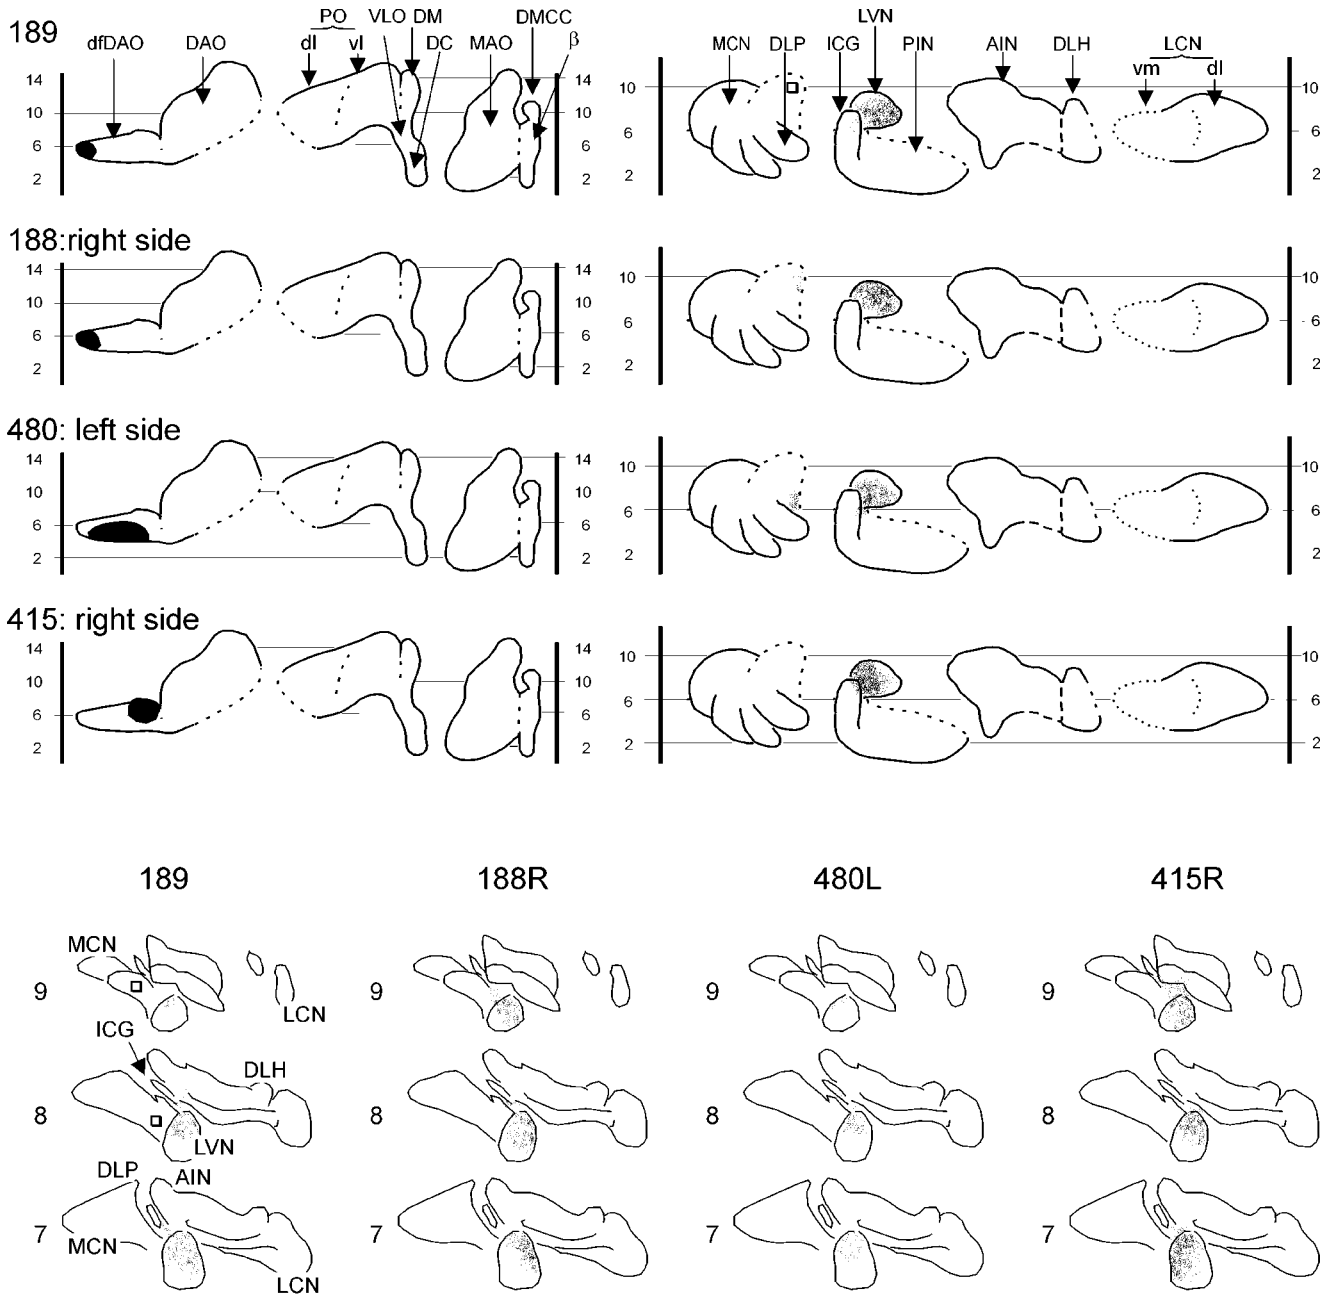 189
PO VLO DM DMCC LVN
dfDAO DAO dl vl DC MAO β MCN DLP ICG PIN AIN DLH LCN
vm dl
14 14 10 10
10 10 6 6
6 6 2 2
2 2
188:right side
14 14 10 10
10 10 6 6
6 6 2 2
2 2
480: left side
14 14 10 10
10 10 6 6
6 6 2 2
2 2
415: right side
14 14 10 10
10 10 6 6
6 6 2 2
2 2
189 188R 480L 415R
MCN
9 9 9 9
LCN
ICG
DLH
8 8 8 8
LVN
DLP AIN
7 7 7 7
MCN
LCN